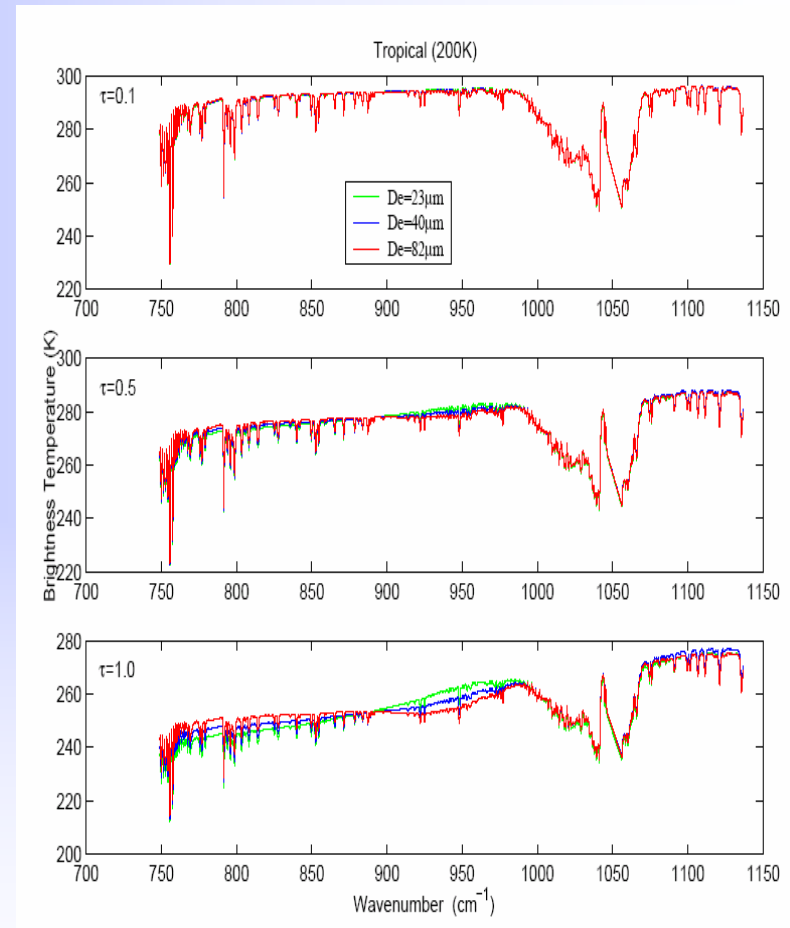 Tropical (200K)
300
280
260
240
220
τ=0.1
De=23μm
De=40μm
De=82μm
700 750 800 850 900 950 1000 1050 1100 1150
Brightness Temperature (K)
300
280
260
240
220
τ=0.5
700 750 800 850 900 950 1000 1050 1100 1150
280
260
240
220
200
τ=1.0
700 750 800 850 900 950 1000 1050 1100 1150
Wavenumber (cm⁻¹)